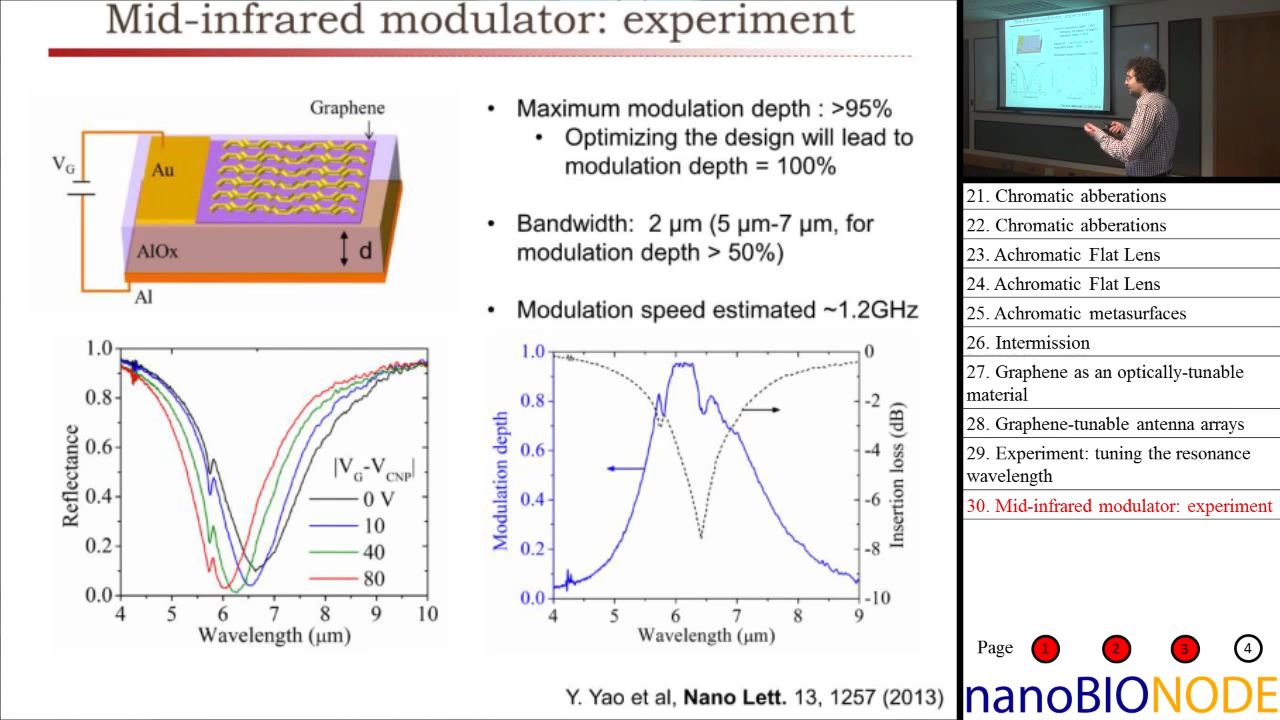 Mid-infrared modulator: experiment
Graphene
V_G
Au
AlOx
d
Al
• Maximum modulation depth : >95%
• Optimizing the design will lead to
modulation depth = 100%
• Bandwidth: 2 µm (5 µm-7 µm, for
modulation depth > 50%)
• Modulation speed estimated ~1.2GHz
1.0
0.8
0.6
0.4
0.2
0.0
Reflectance
|V_G-V_CNP|
0 V
10
40
80
4 5 6 7 8 9 10
Wavelength (µm)
1.0
0.8
0.6
0.4
0.2
0.0
Modulation depth
0
-2
-4
-6
-8
-10
Insertion loss (dB)
4 5 6 7 8 9
Wavelength (µm)
Y. Yao et al, Nano Lett. 13, 1257 (2013)
21. Chromatic abberations
22. Chromatic abberations
23. Achromatic Flat Lens
24. Achromatic Flat Lens
25. Achromatic metasurfaces
26. Intermission
27. Graphene as an optically-tunable
material
28. Graphene-tunable antenna arrays
29. Experiment: tuning the resonance
wavelength
30. Mid-infrared modulator: experiment
Page 1 2 3 4
nanoBIONODE